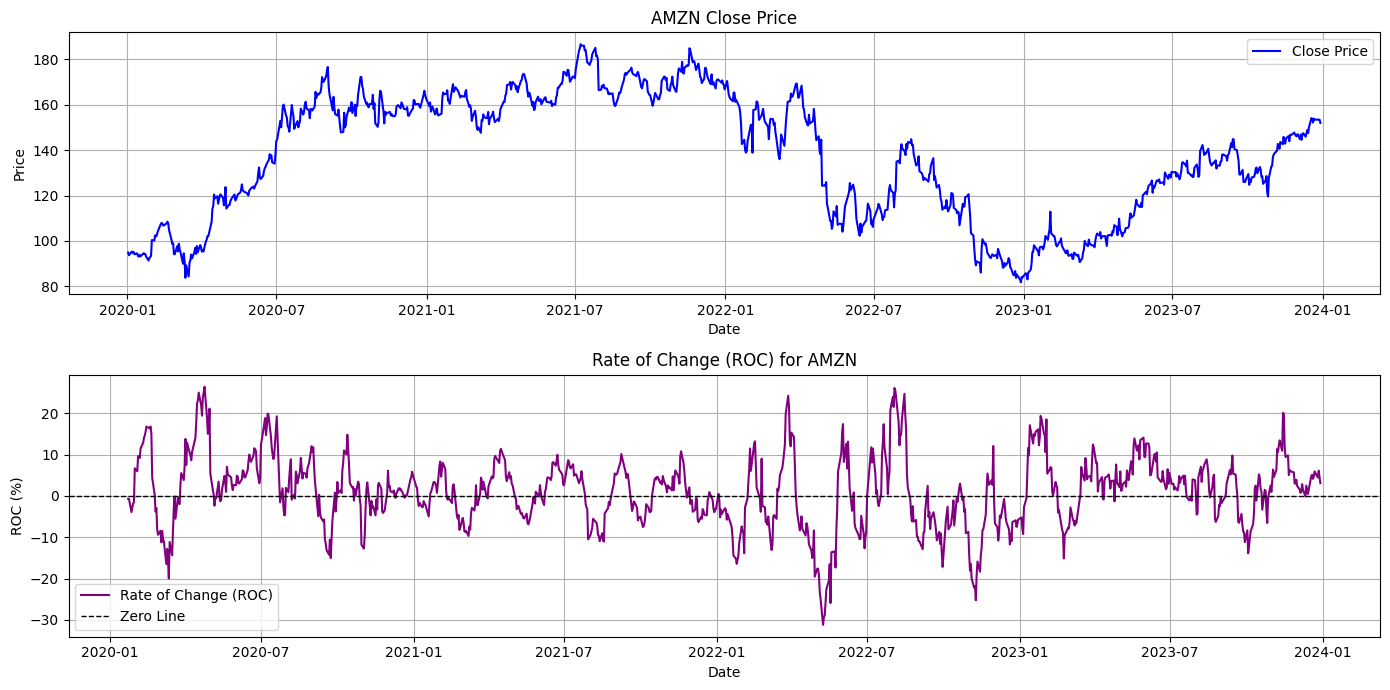 AMZN Close Price
Price
180
160
140
120
100
80
Close Price
2020-01 2020-07 2021-01 2021-07 2022-01 2022-07 2023-01 2023-07 2024-01
Date
Rate of Change (ROC) for AMZN
ROC (%)
20
10
0
−10
−20
−30
Rate of Change (ROC)
Zero Line
2020-01 2020-07 2021-01 2021-07 2022-01 2022-07 2023-01 2023-07 2024-01
Date